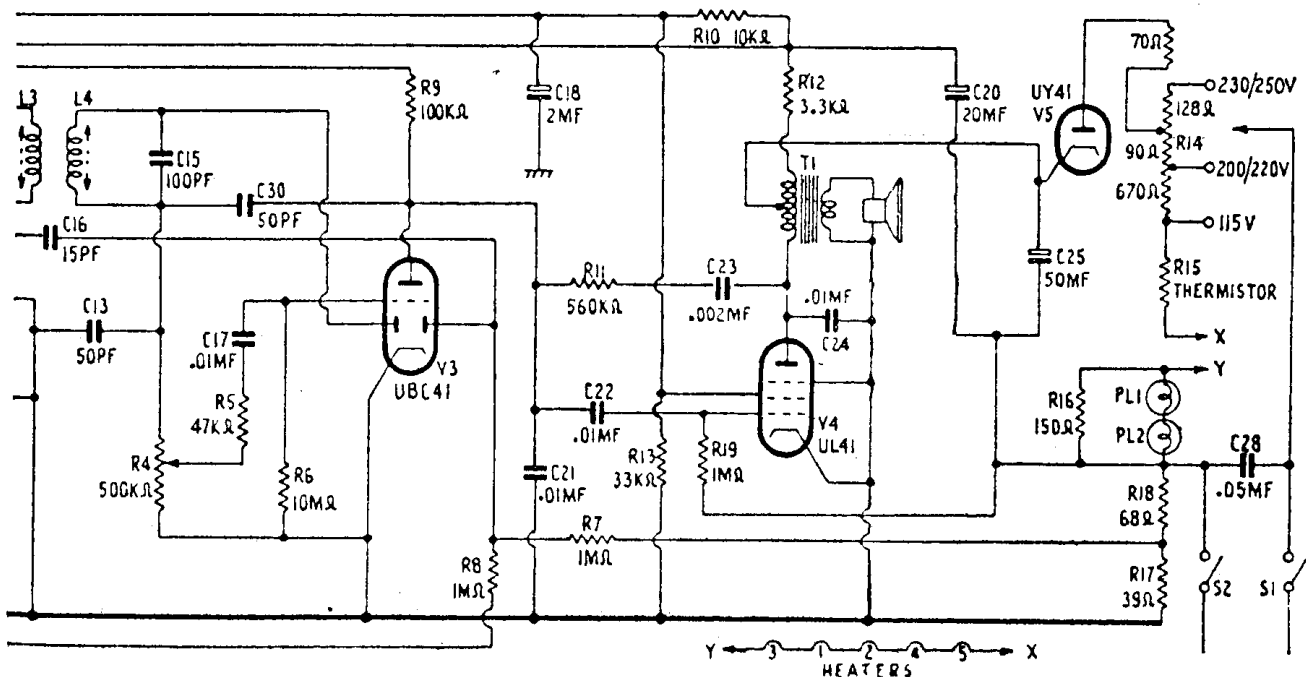 R10 10KΩ
70Ω
R9
100KΩ
C18
2MF
R12
3.3KΩ
C20
20MF
UY41
V5
230/250V
128Ω
R14
90Ω
200/220V
670Ω
115V
L3
L4
C15
100PF
C30
50PF
T1
C16
15PF
C25
50MF
R15
THERMISTOR
X
R11
560KΩ
C23
.002MF
.01MF
C24
C13
50PF
C17
.01MF
V3
UBC41
Y
PL1
PL2
R16
150Ω
R5
47KΩ
C22
.01MF
V4
UL41
R4
500KΩ
R6
10MΩ
C21
.01MF
R13
33KΩ
R19
1MΩ
C28
.05MF
R18
68Ω
R7
1MΩ
R8
1MΩ
R17
39Ω
S2
S1
Y 3 1 2 4 5 X
HEATERS